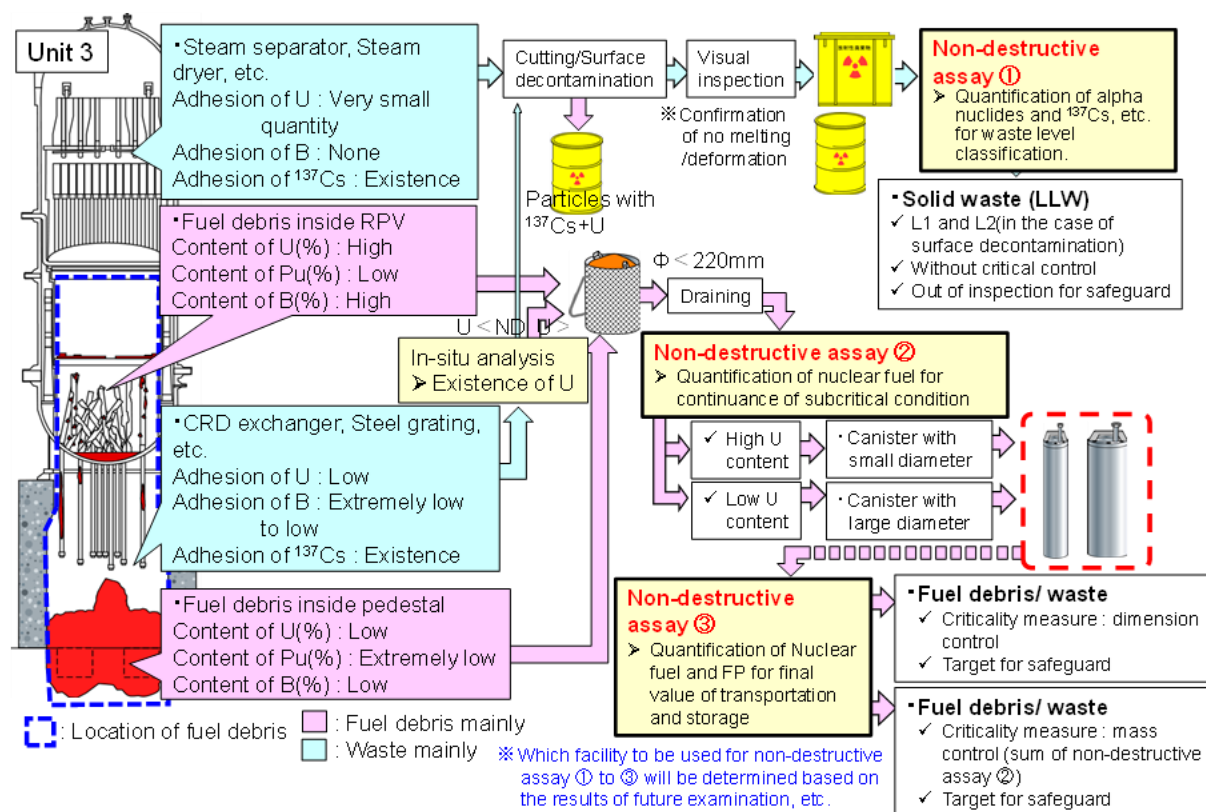 Unit 3
・Steam separator, Steam
dryer, etc.
Adhesion of U : Very small
quantity
Adhesion of B : None
Adhesion of ¹³⁷Cs : Existence
・Fuel debris inside RPV
Content of U(%) : High
Content of Pu(%) : Low
Content of B(%) : High
・CRD exchanger, Steel grating,
etc.
Adhesion of U : Low
Adhesion of B : Extremely low
to low
Adhesion of ¹³⁷Cs : Existence
・Fuel debris inside pedestal
Content of U(%) : Low
Content of Pu(%) : Extremely low
Content of B(%) : Low
: Location of fuel debris
: Fuel debris mainly
: Waste mainly
Cutting/Surface
decontamination
Visual
inspection
※Confirmation
of no melting
/deformation
Particles with
¹³⁷Cs+U
Non-destructive
assay ①
➢ Quantification of alpha
nuclides and ¹³⁷Cs, etc.
for waste level
classification.
・Solid waste (LLW)
✓ L1 and L2(in the case of
surface decontamination)
✓ Without critical control
✓ Out of inspection for safeguard
Φ<220mm
Draining
U<ND
U>
In-situ analysis
➢ Existence of U
Non-destructive assay ②
➢ Quantification of nuclear fuel for
continuance of subcritical condition
✓ High U
content
・Canister with
small diameter
✓ Low U
content
・Canister with
large diameter
Non-destructive
assay ③
➢ Quantification of Nuclear
fuel and FP for final
value of transportation
and storage
・Fuel debris/ waste
✓ Criticality measure : dimension
control
✓ Target for safeguard
・Fuel debris/ waste
✓ Criticality measure : mass
control (sum of non-destructive
assay ②)
✓ Target for safeguard
※Which facility to be used for non-destructive
assay ① to ③ will be determined based on
the results of future examination, etc.